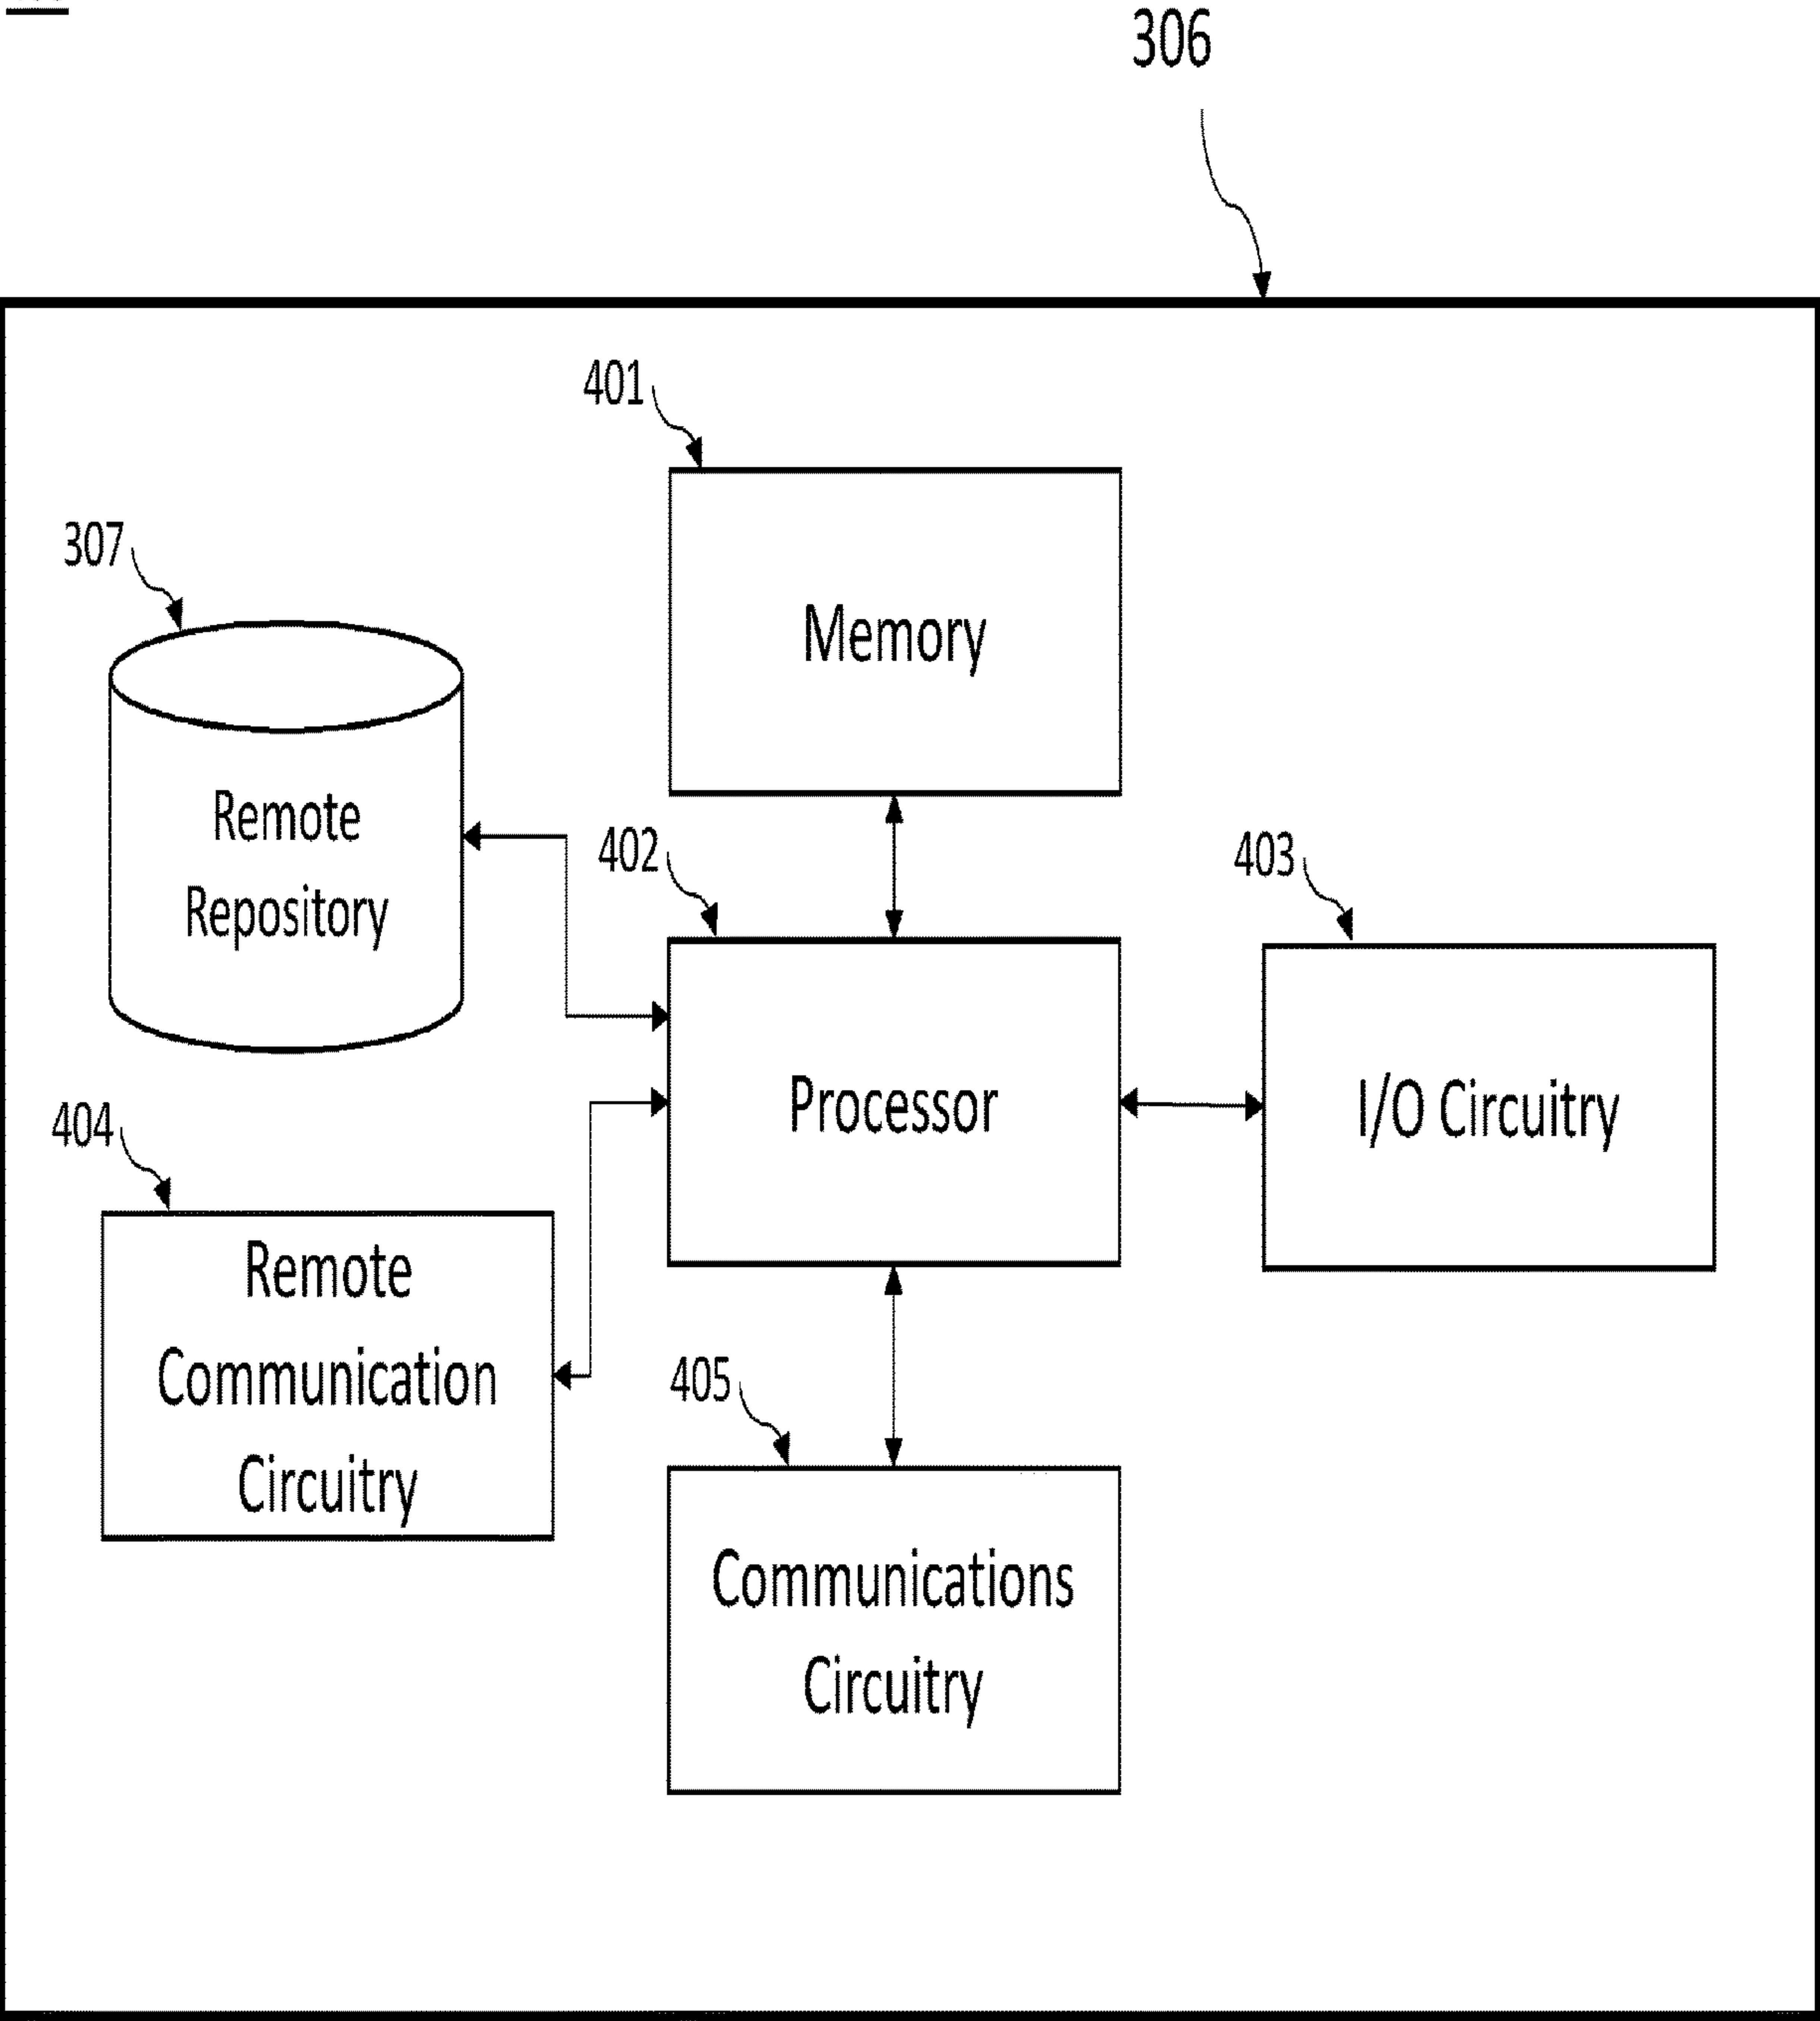 306
401
Memory
307
Remote
Repository
402
403
Processor
I/O Circuitry
404
Remote
Communication
Circuitry
405
Communications
Circuitry